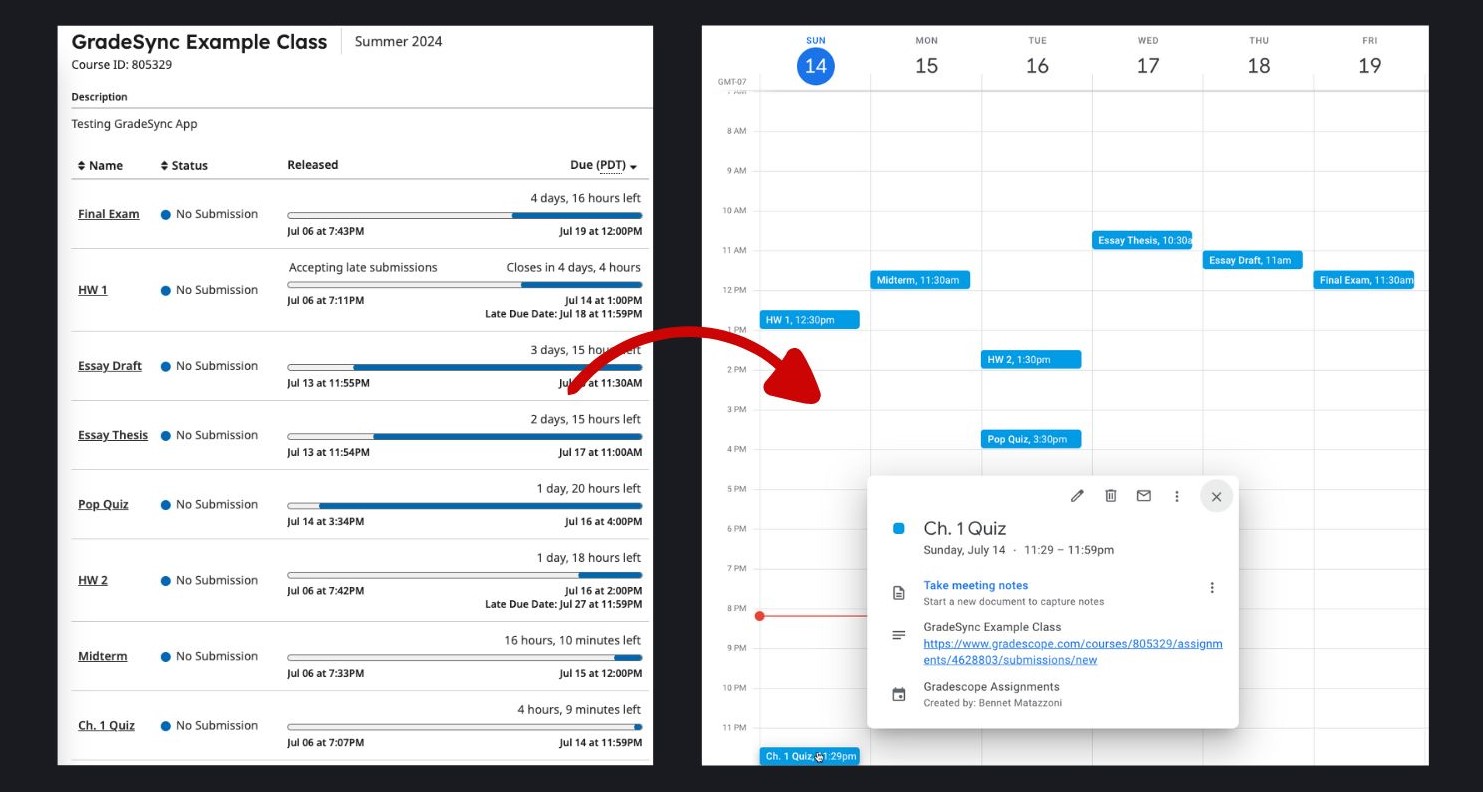 GradeSync Example Class
Summer 2024
Course ID: 805329
Description
Testing GradeSync App
Name Status Released Due (PDT)
4 days, 16 hours left
Final Exam No Submission
Jul 06 at 7:43PM Jul 19 at 12:00PM
Accepting late submissions Closes in 4 days, 4 hours
HW 1 No Submission
Jul 06 at 7:11PM Jul 14 at 1:00PM
Late Due Date: Jul 18 at 11:59PM
3 days, 15 hours left
Essay Draft No Submission
Jul 13 at 11:55PM Jul at 11:30AM
2 days, 15 hours left
Essay Thesis No Submission
Jul 13 at 11:54PM Jul 17 at 11:00AM
1 day, 20 hours left
Pop Quiz No Submission
Jul 14 at 3:34PM Jul 16 at 4:00PM
1 day, 18 hours left
HW 2 No Submission
Jul 06 at 7:42PM Jul 16 at 2:00PM
Late Due Date: Jul 27 at 11:59PM
16 hours, 10 minutes left
Midterm No Submission
Jul 06 at 7:33PM Jul 15 at 12:00PM
4 hours, 9 minutes left
Ch. 1 Quiz No Submission
Jul 06 at 7:07PM Jul 14 at 11:59PM
SUN MON TUE WED THU FRI
14 15 16 17 18 19
GMT-07
8 AM
9 AM
10 AM
Essay Thesis, 10:30a
11 AM
Essay Draft, 11am
Midterm, 11:30am
Final Exam, 11:30am
12 PM
HW 1, 12:30pm
1 PM
HW 2, 1:30pm
2 PM
3 PM
Pop Quiz, 3:30pm
4 PM
5 PM
6 PM
7 PM
8 PM
9 PM
10 PM
11 PM
Ch. 1 Quiz, 11:29pm
Ch. 1 Quiz
Sunday, July 14 · 11:29 – 11:59pm
Take meeting notes
Start a new document to capture notes
GradeSync Example Class
https://www.gradescope.com/courses/805329/assignm
ents/4628803/submissions/new
Gradescope Assignments
Created by: Bennet Matazzoni